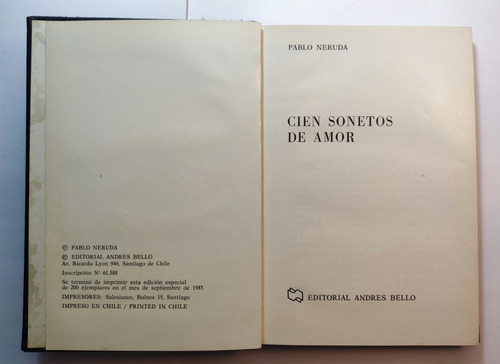 © PABLO NERUDA
© EDITORIAL ANDRES BELLO
Av. Ricardo Lyon 946, Santiago de Chile
Inscripción Nº 61.388
Se terminó de imprimir esta edición especial
de 200 ejemplares en el mes de septiembre de 1985
IMPRESORES: Salesianos, Bulnes 19, Santiago
IMPRESO EN CHILE / PRINTED IN CHILE
PABLO NERUDA
CIEN SONETOS
DE AMOR
EDITORIAL ANDRES BELLO